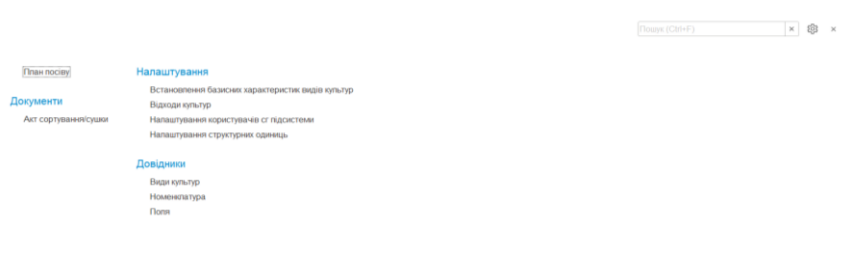 Пошук (Ctrl+F)
План посіву
Документи
Акт сортування/сушки
Налаштування
Встановлення базисних характеристик видів культур
Відходи культур
Налаштування користувачів сг підсистеми
Налаштування структурних одиниць
Довідники
Види культур
Номенклатура
Поля